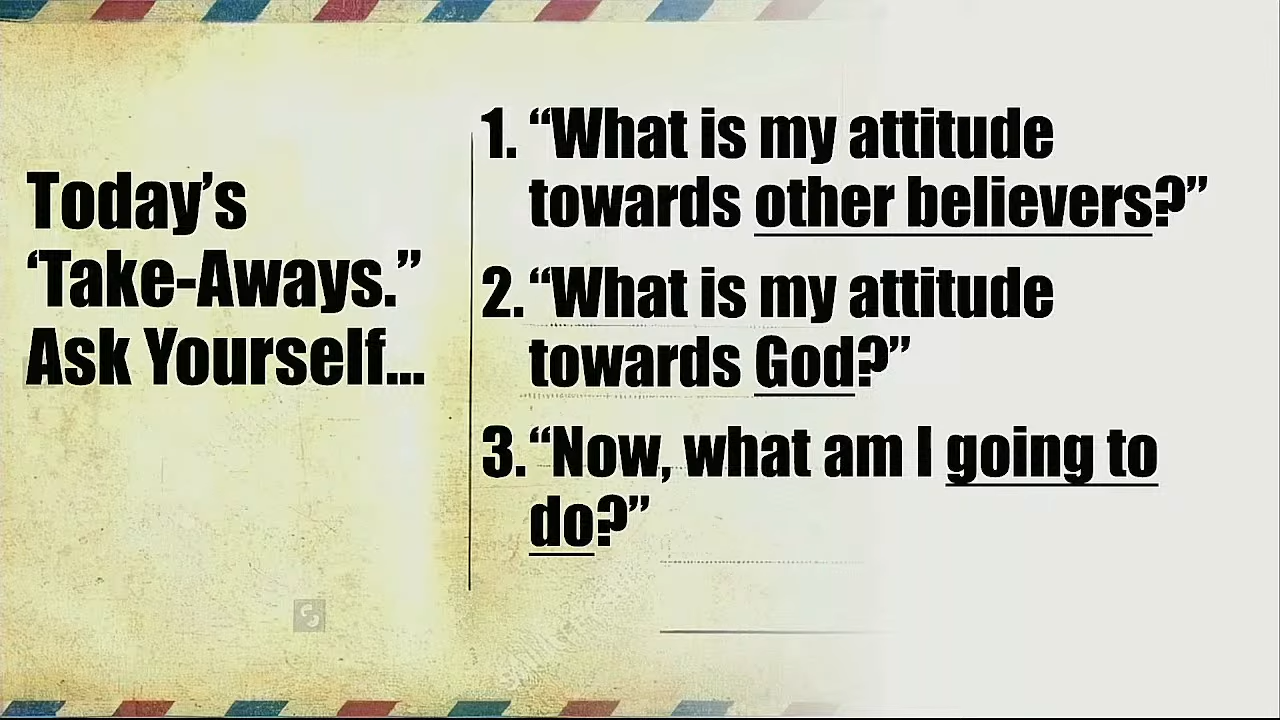 Today’s
‘Take-Aways.”
Ask Yourself...
1. “What is my attitude
towards other believers?”
2. “What is my attitude
towards God?”
3. “Now, what am I going to
do?”